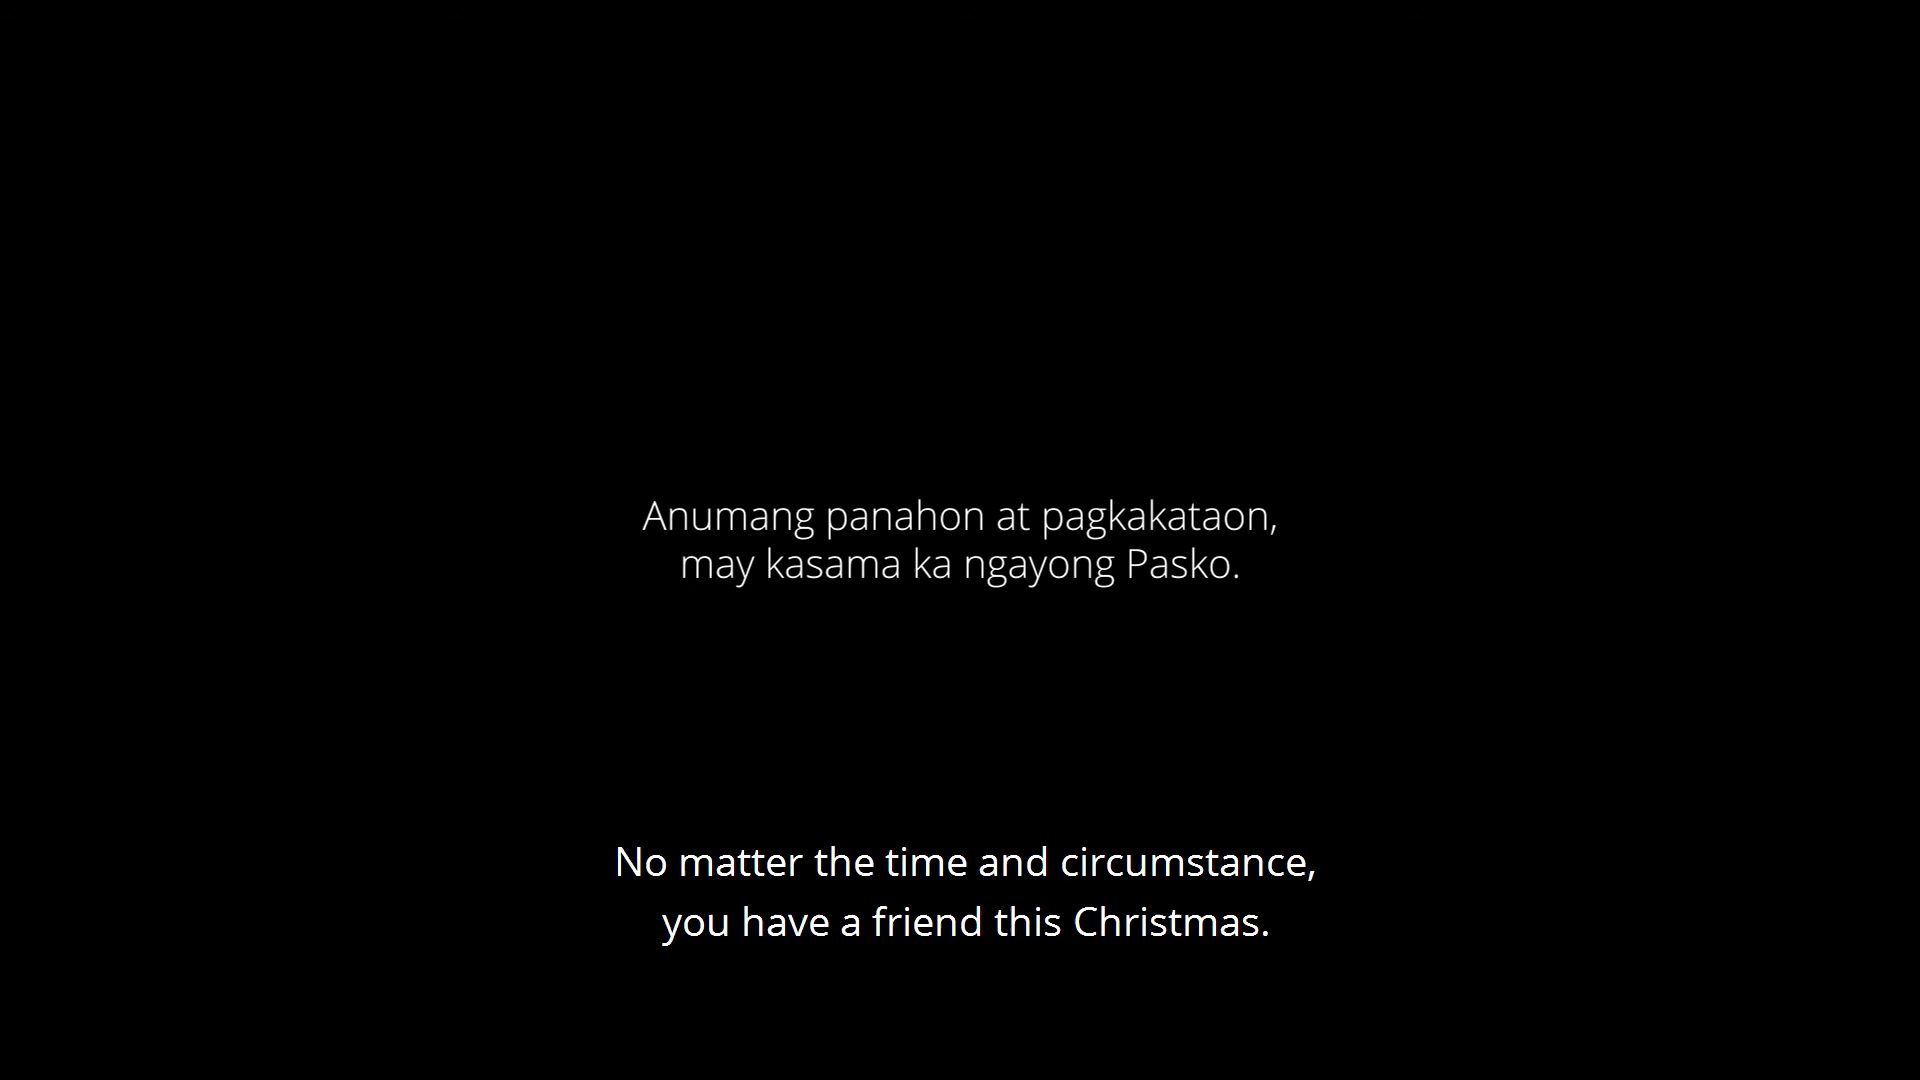 Anumang panahon at pagkakataon,
may kasama ka ngayong Pasko.
No matter the time and circumstance,
you have a friend this Christmas.